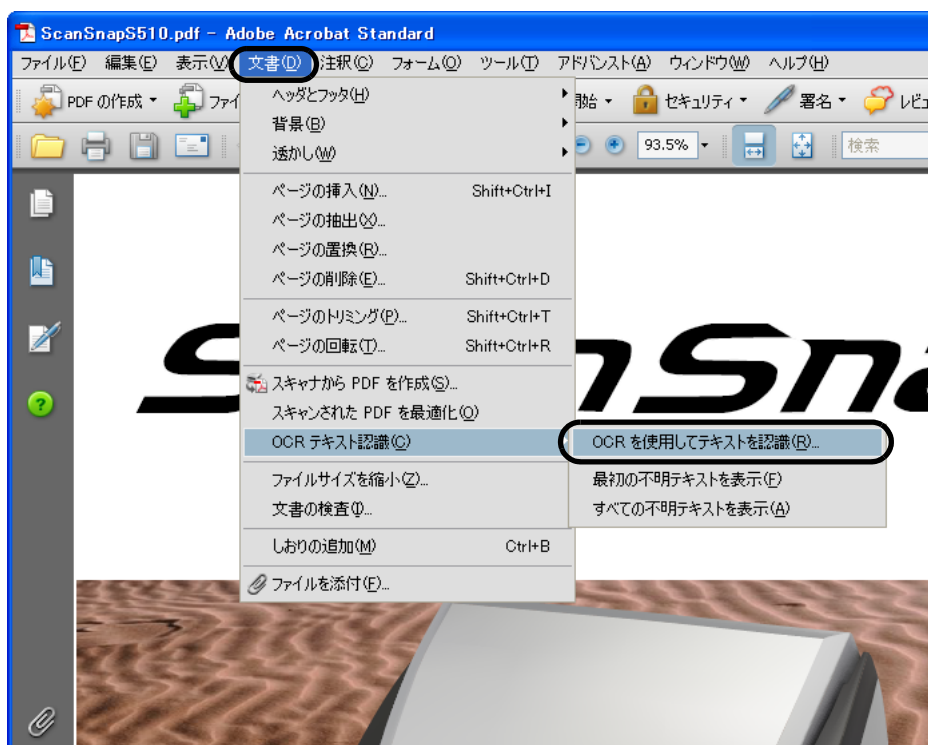 ScanSnapS510.pdf - Adobe Acrobat Standard
ファイル(F) 編集(E) 表示(V) 文書(D) 注釈(C) フォーム(O) ツール(T) アドバンスト(A) ウィンドウ(W) ヘルプ(H)
PDF の作成 セキュリティ 署名
93.5% 検索
ヘッダとフッタ(H)
背景(B)
透かし(W)
ページの挿入(N)... Shift+Ctrl+I
ページの抽出(X)...
ページの置換(R)...
ページの削除(E)... Shift+Ctrl+D
ページのトリミング(P)... Shift+Ctrl+T
ページの回転(T)... Shift+Ctrl+R
スキャナから PDF を作成(S)...
スキャンされた PDF を最適化(O)
OCR テキスト認識(C)
OCR を使用してテキストを認識(R)...
最初の不明テキストを表示(F)
すべての不明テキストを表示(A)
ファイルサイズを縮小(Z)...
文書の検査(I)...
しおりの追加(M) Ctrl+B
ファイルを添付(F)...